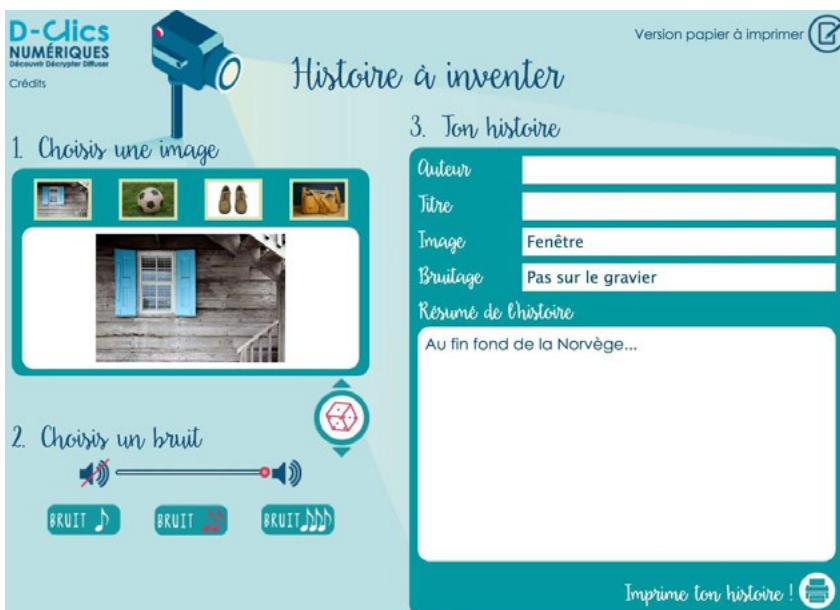 D-Clics
NUMÉRIQUES
Découvrir Décrypter Diffuser
Crédits
Version papier à imprimer
Histoire à inventer
1. Choisis une image
2. Choisis un bruit
BRUIT
BRUIT
BRUIT
3. Ton histoire
Auteur
Titre
Image
Fenêtre
Bruitage
Pas sur le gravier
Résumé de l'histoire
Au fin fond de la Norvège...
Imprime ton histoire !